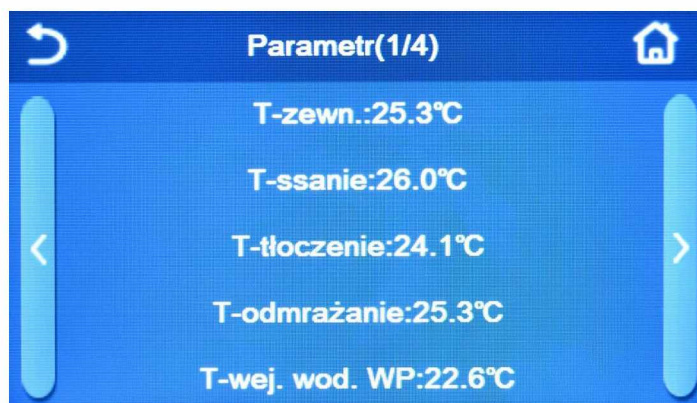 Parametr(1/4)
T-zewn.:25.3℃
T-ssanie:26.0℃
T-tłoczenie:24.1℃
T-odmrażanie:25.3℃
T-wej. wod. WP:22.6℃